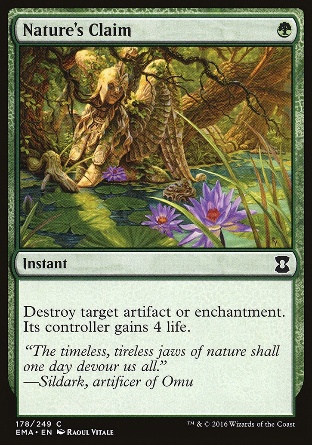 Nature's Claim
Instant
Destroy target artifact or enchantment.
Its controller gains 4 life.
"The timeless, tireless jaws of nature shall
one day devour us all."
—Sildark, artificer of Omu
178/249 C
EMA • EN Raoul Vitale
™ & © 2016 Wizards of the Coast